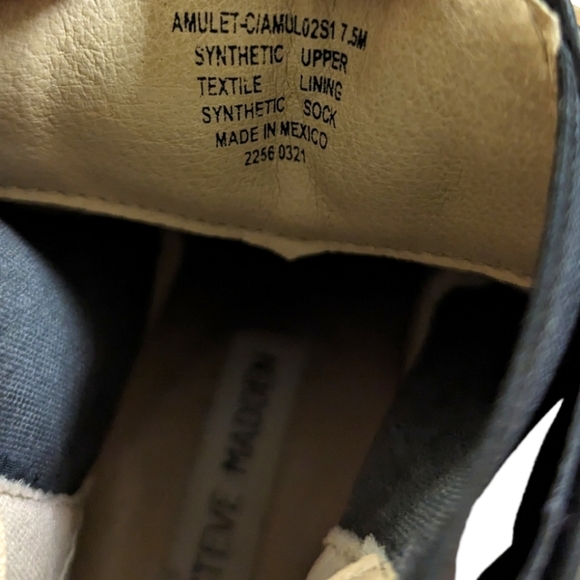 AMULET-C/AMUL02S1 7.5M
SYNTHETIC UPPER
TEXTILE LINING
SYNTHETIC SOCK
MADE IN MEXICO
2256 0321
STEVE MADDEN